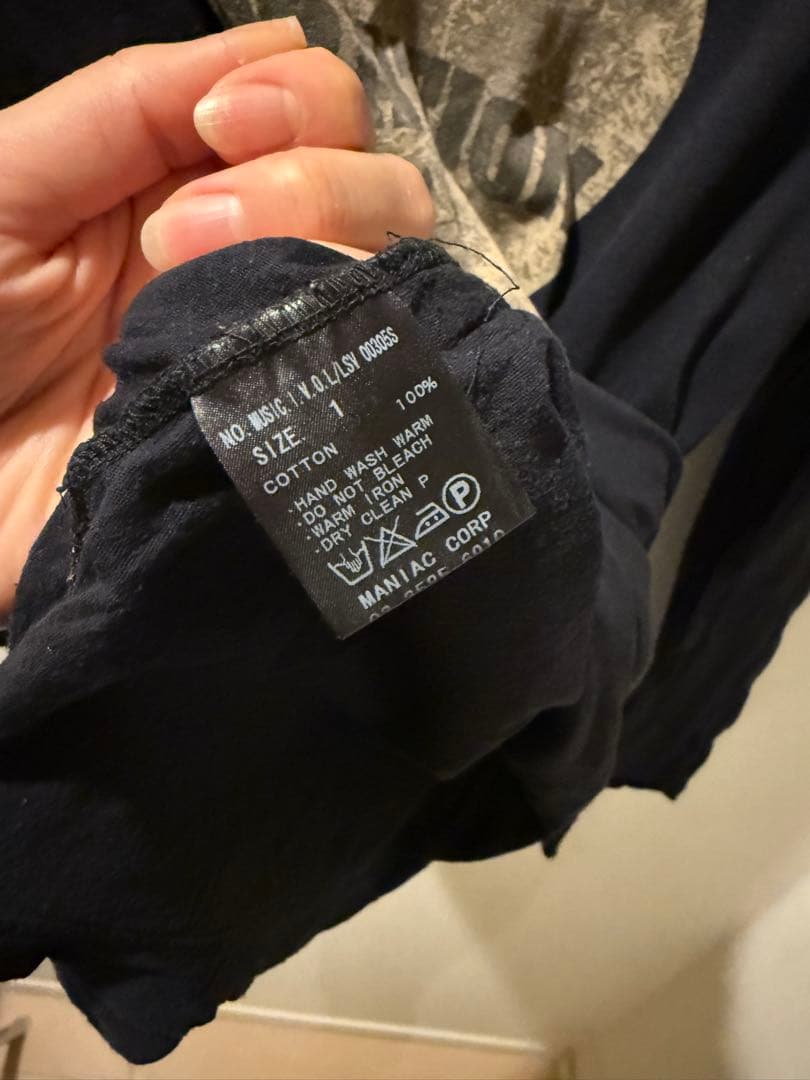 NO. MUSIC.I V.O.L/LSY 00305S
SIZE 1
COTTON 100%
·HAND WASH WARM
·DO NOT BLEACH
·WARM IRON
·DRY CLEAN P
P
MANIAC CORP